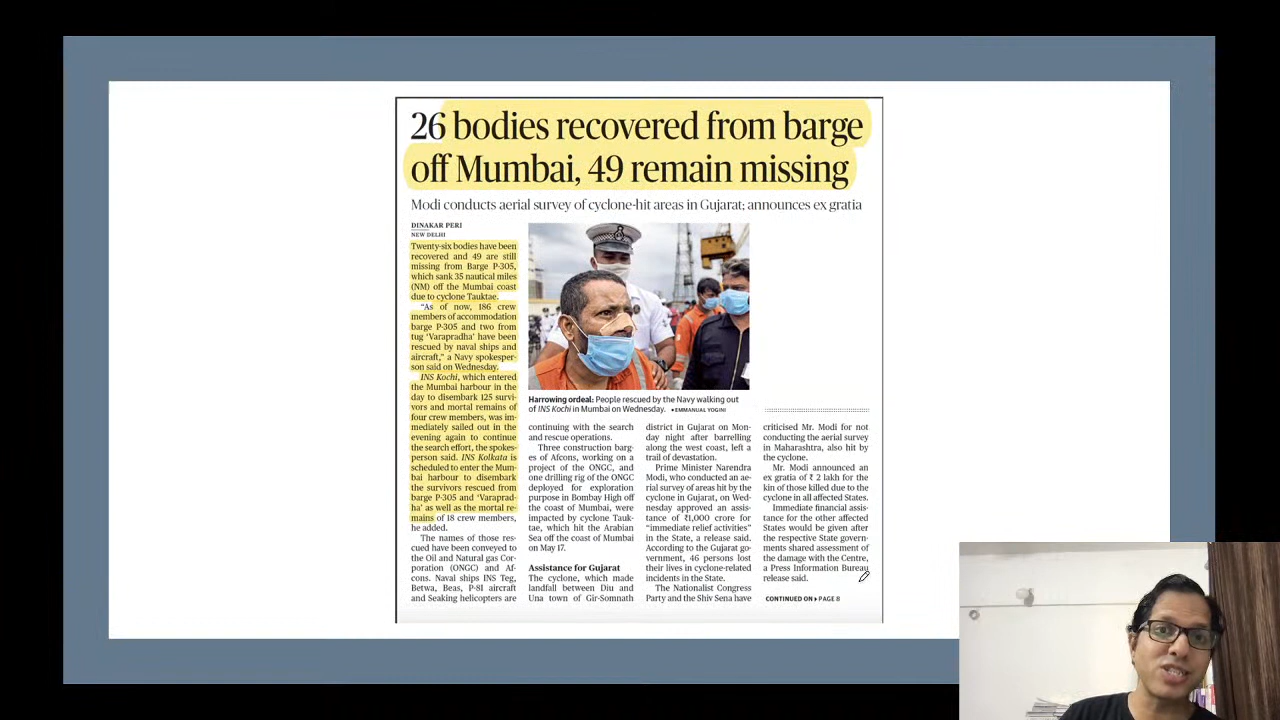 26 bodies recovered from barge
off Mumbai, 49 remain missing
Modi conducts aerial survey of cyclone-hit areas in Gujarat; announces ex gratia
DINAKAR PERI
NEW DELHI
Twenty-six bodies have been
recovered and 49 are still
missing from Barge P-305,
which sank 35 nautical miles
(NM) off the Mumbai coast
due to cyclone Tauktae.
“As of now, 186 crew
members of accommodation
barge P-305 and two from
tug ‘Varapradha’ have been
rescued by naval ships and
aircraft,” a Navy spokesper-
son said on Wednesday.
INS Kochi, which entered
the Mumbai harbour in the
day to disembark 125 survi-
vors and mortal remains of
four crew members, was im-
mediately sailed out in the
evening again to continue
the search effort, the spokes-
person said. INS Kolkata is
scheduled to enter the Mum-
bai harbour to disembark
the survivors rescued from
barge P-305 and ‘Varaprad-
ha’ as well as the mortal re-
mains of 18 crew members,
he added.
The names of those res-
cued have been conveyed to
the Oil and Natural gas Cor-
poration (ONGC) and Af-
cons. Naval ships INS Teg,
Betwa, Beas, P-8I aircraft
and Seaking helicopters are
Harrowing ordeal: People rescued by the Navy walking out
of INS Kochi in Mumbai on Wednesday. ▪ EMMANUAL YOGINI
continuing with the search
and rescue operations.
Three construction barg-
es of Afcons, working on a
project of the ONGC, and
one drilling rig of the ONGC
deployed for exploration
purpose in Bombay High off
the coast of Mumbai, were
impacted by cyclone Tauk-
tae, which hit the Arabian
Sea off the coast of Mumbai
on May 17.
Assistance for Gujarat
The cyclone, which made
landfall between Diu and
Una town of Gir-Somnath
district in Gujarat on Mon-
day night after barrelling
along the west coast, left a
trail of devastation.
Prime Minister Narendra
Modi, who conducted an ae-
rial survey of areas hit by the
cyclone in Gujarat, on Wed-
nesday approved an assis-
tance of ₹1,000 crore for
“immediate relief activities”
in the State, a release said.
According to the Gujarat go-
vernment, 46 persons lost
their lives in cyclone-related
incidents in the State.
The Nationalist Congress
Party and the Shiv Sena have
criticised Mr. Modi for not
conducting the aerial survey
in Maharashtra, also hit by
the cyclone.
Mr. Modi announced an
ex gratia of ₹ 2 lakh for the
kin of those killed due to the
cyclone in all affected States.
Immediate financial assis-
tance for the other affected
States would be given after
the respective State govern-
ments shared assessment of
the damage with the Centre,
a Press Information Bureau
release said.
CONTINUED ON ▸ PAGE 8